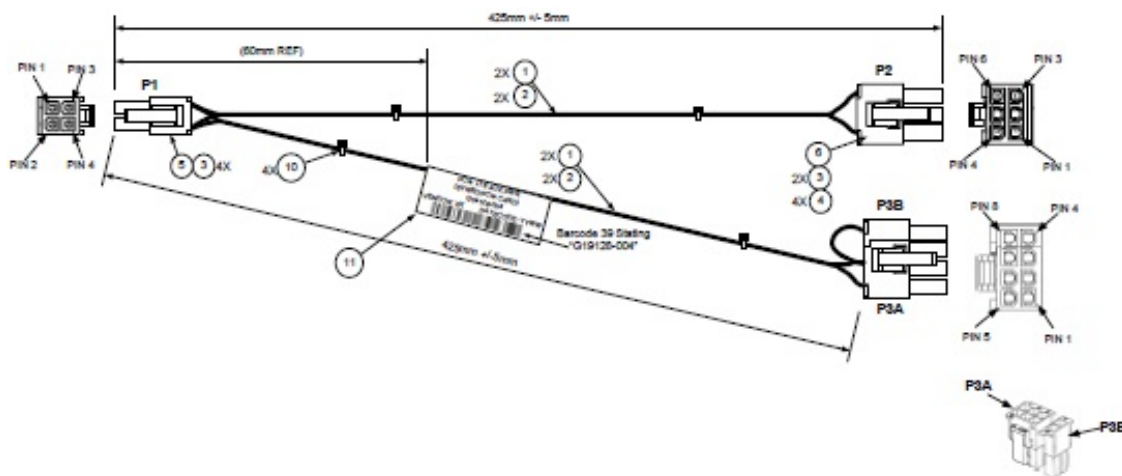 425mm +/- 5mm
(60mm REF)
PIN 1
PIN 3
P1
2X 1
2X 2
P2
PIN 6
PIN 3
PIN 2
PIN 4
5 3 4X
4X 10
2X 1
2X 2
6
2X 3
4X 4
PIN 4
PIN 1
P3B
PIN 8
PIN 4
Barcode 39 Stating
"G19128-004"
11
425mm +/-5mm
P3A
PIN 5
PIN 1
P3A
P3B